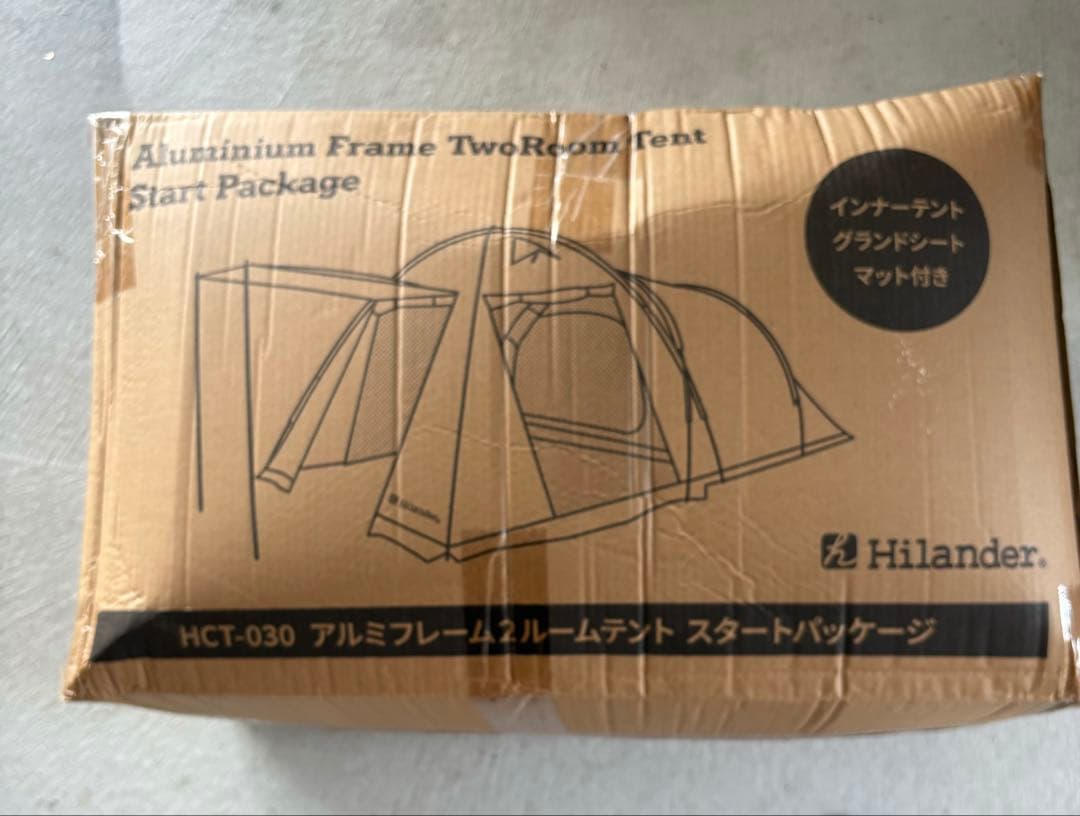 Aluminium Frame TwoRoom Tent
Start Package
インナーテント
グランドシート
マット付き
Hilander
Hilander®
HCT-030 アルミフレーム2ルームテント スタートパッケージ